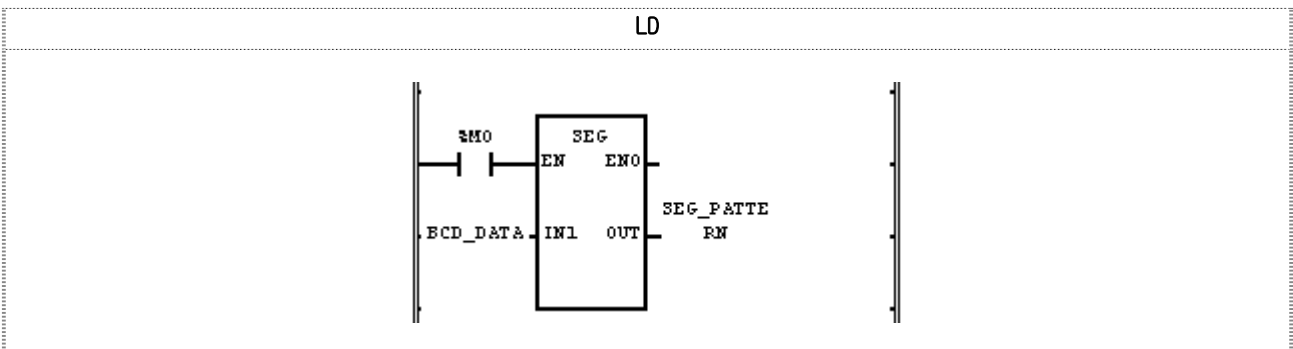 LD
%M0
SEG
EN ENO
SEG_PATTE
RN
BCD_DATA IN1 OUT